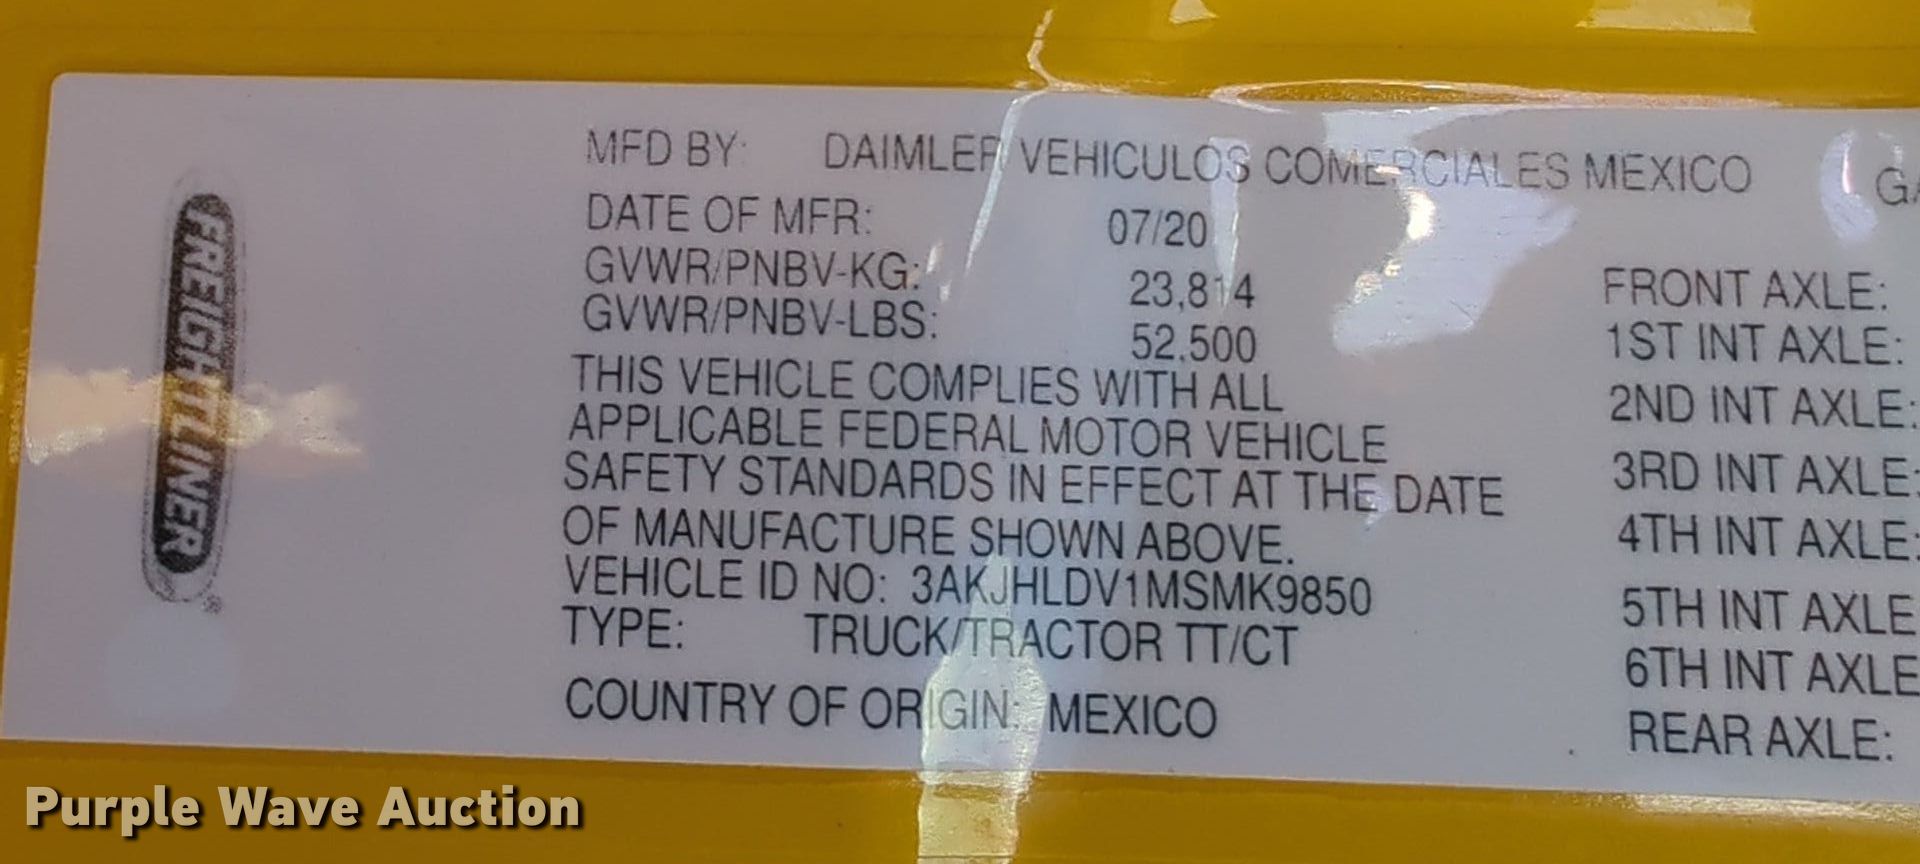 FREIGHTLINER
MFD BY: DAIMLER VEHICULOS COMERCIALES MEXICO
DATE OF MFR: 07/20
GVWR/PNBV-KG: 23,814
GVWR/PNBV-LBS: 52,500
THIS VEHICLE COMPLIES WITH ALL
APPLICABLE FEDERAL MOTOR VEHICLE
SAFETY STANDARDS IN EFFECT AT THE DATE
OF MANUFACTURE SHOWN ABOVE.
VEHICLE ID NO: 3AKJHLDV1MSMK9850
TYPE: TRUCK/TRACTOR TT/CT
COUNTRY OF ORIGIN: MEXICO
FRONT AXLE:
1ST INT AXLE:
2ND INT AXLE:
3RD INT AXLE:
4TH INT AXLE:
5TH INT AXLE
6TH INT AXLE
REAR AXLE:
Purple Wave Auction